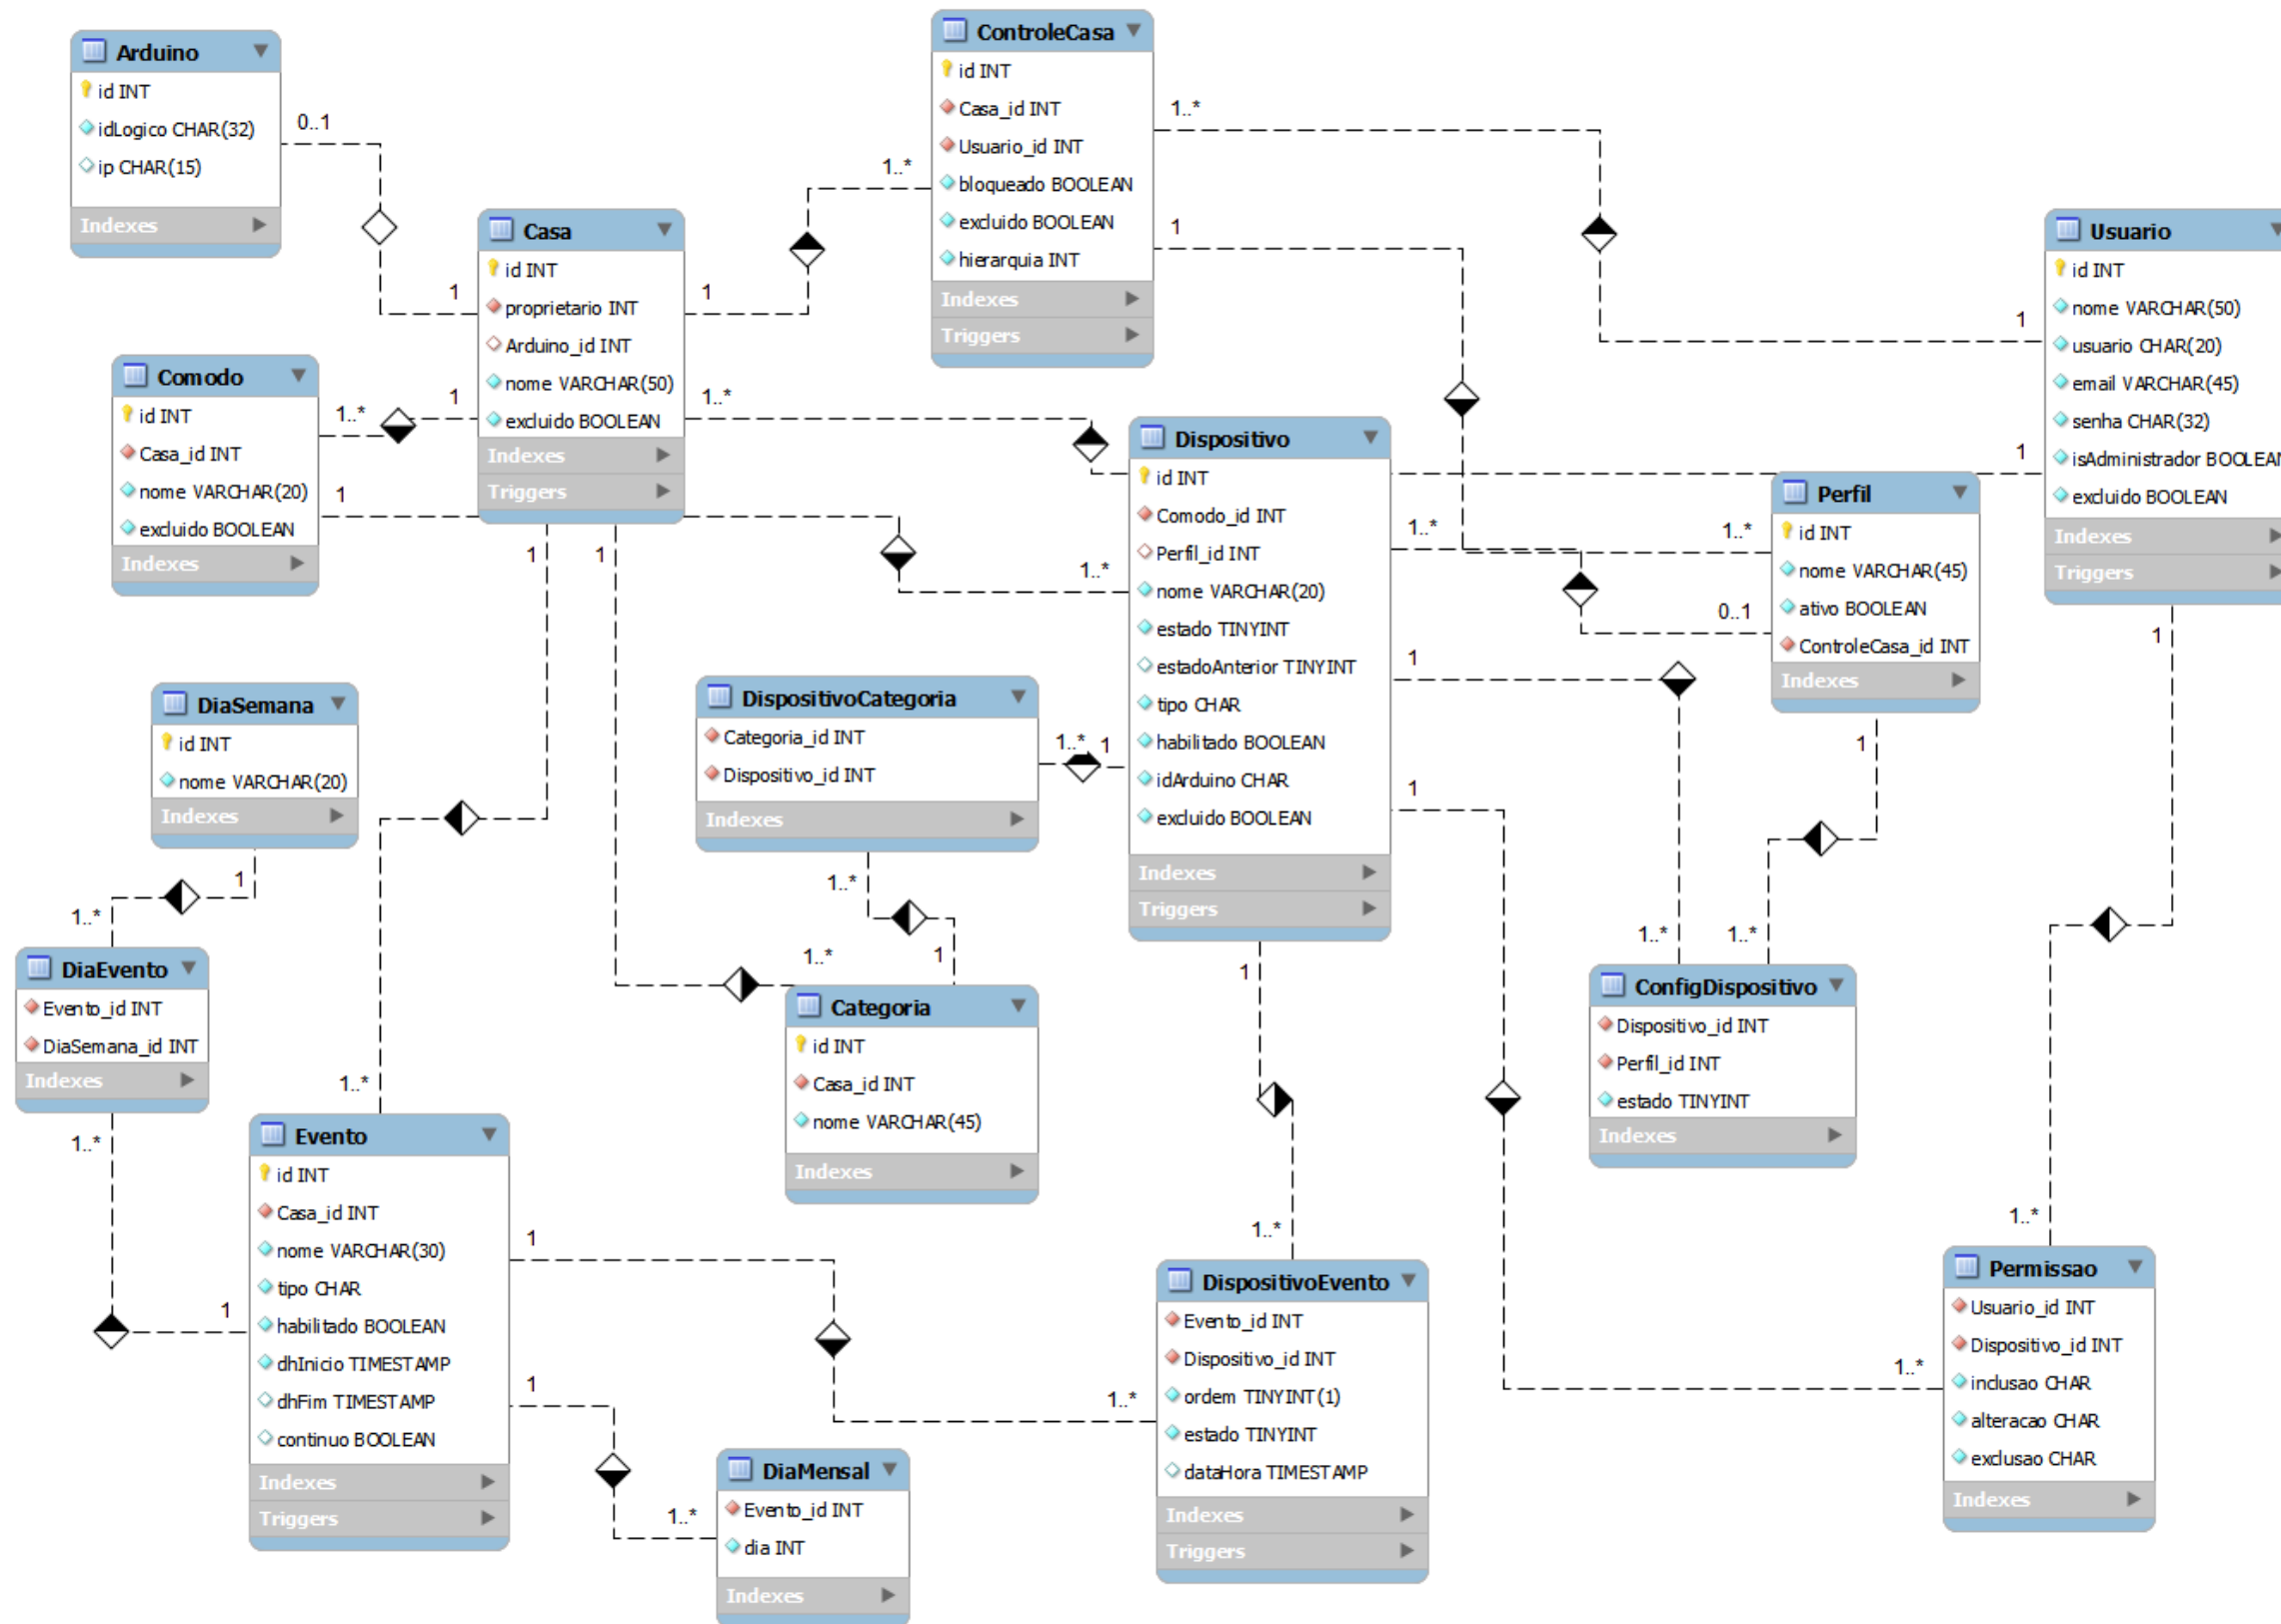 Arduino
id INT
idLogico CHAR(32)
ip CHAR(15)
Indexes
0..1
1
ControleCasa
id INT
Casa_id INT
Usuario_id INT
bloqueado BOOLEAN
excluido BOOLEAN
hierarquia INT
Indexes
Triggers
1..*
1..*
1
1
Casa
id INT
proprietario INT
Arduino_id INT
nome VARCHAR(50)
excluido BOOLEAN
Indexes
Triggers
1
1..*
1
1
Usuario
id INT
nome VARCHAR(50)
usuario CHAR(20)
email VARCHAR(45)
senha CHAR(32)
isAdministrador BOOLEAN
excluido BOOLEAN
Indexes
Triggers
1
1
1
Comodo
id INT
Casa_id INT
nome VARCHAR(20)
excluido BOOLEAN
Indexes
1..*
1
1
Dispositivo
id INT
Comodo_id INT
Perfil_id INT
nome VARCHAR(20)
estado TINYINT
estadoAnterior TINYINT
tipo CHAR
habilitado BOOLEAN
idArduino CHAR
excluido BOOLEAN
Indexes
Triggers
1..*
1..*
1
1
1
1
Perfil
id INT
nome VARCHAR(45)
ativo BOOLEAN
ControleCasa_id INT
Indexes
1..*
0..1
1
DiaSemana
id INT
nome VARCHAR(20)
Indexes
1
DispositivoCategoria
Categoria_id INT
Dispositivo_id INT
Indexes
1..*
1..*
DiaEvento
Evento_id INT
DiaSemana_id INT
Indexes
1..*
1..*
Categoria
id INT
Casa_id INT
nome VARCHAR(45)
Indexes
1..*
1
ConfigDispositivo
Dispositivo_id INT
Perfil_id INT
estado TINYINT
Indexes
1..*
1..*
Evento
id INT
Casa_id INT
nome VARCHAR(30)
tipo CHAR
habilitado BOOLEAN
dhInicio TIMESTAMP
dhFim TIMESTAMP
continuo BOOLEAN
Indexes
Triggers
1..*
1
1
1
DispositivoEvento
Evento_id INT
Dispositivo_id INT
ordem TINYINT(1)
estado TINYINT
dataHora TIMESTAMP
Indexes
Triggers
1..*
1..*
Permissao
Usuario_id INT
Dispositivo_id INT
inclusao CHAR
alteracao CHAR
exclusao CHAR
Indexes
1..*
1..*
DiaMensal
Evento_id INT
dia INT
Indexes
1..*